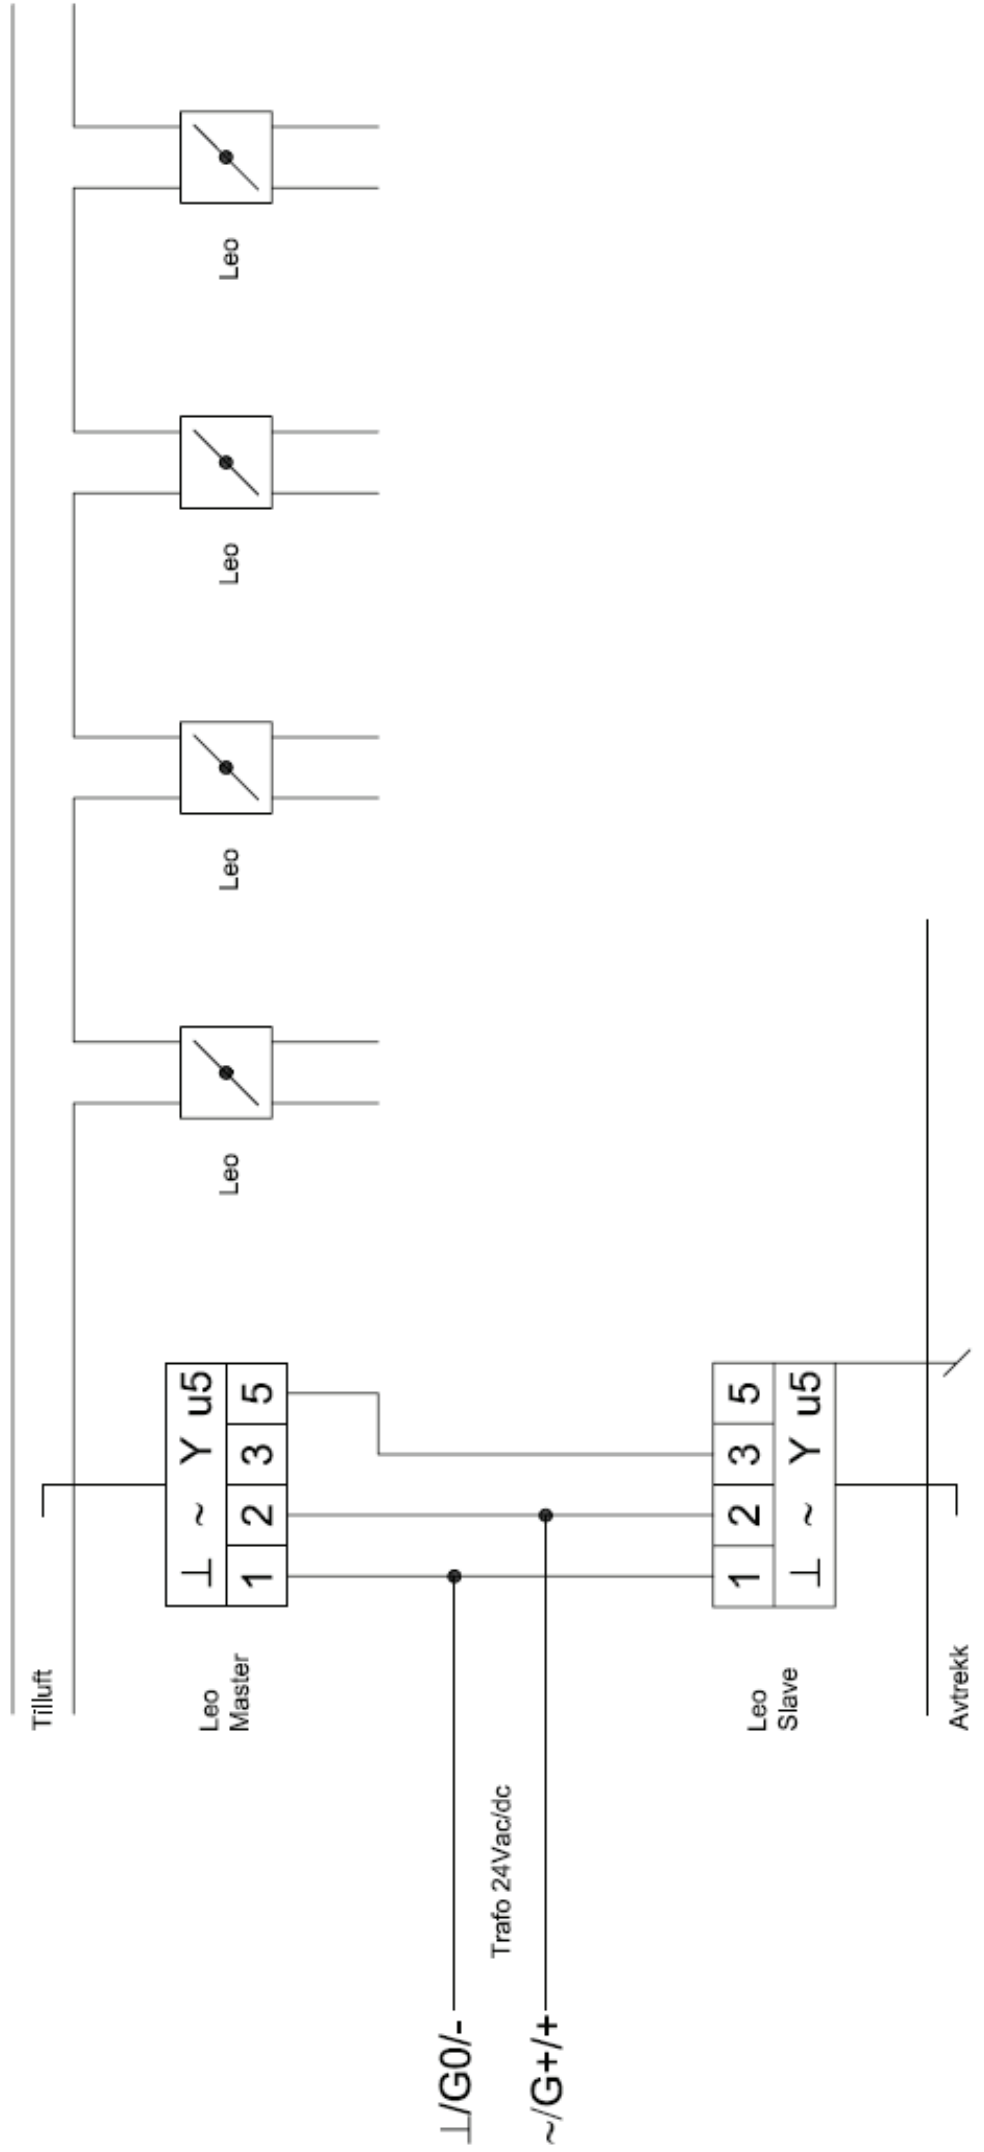 Tilluft
Leo
Master
⊥ ~ Y u5
1 2 3 5
Leo
Leo
Leo
Leo
⊥/G0/-
Trafo 24Vac/dc
~/G+/+
Leo
Slave
1 2 3 5
⊥ ~ Y u5
Avtrekk